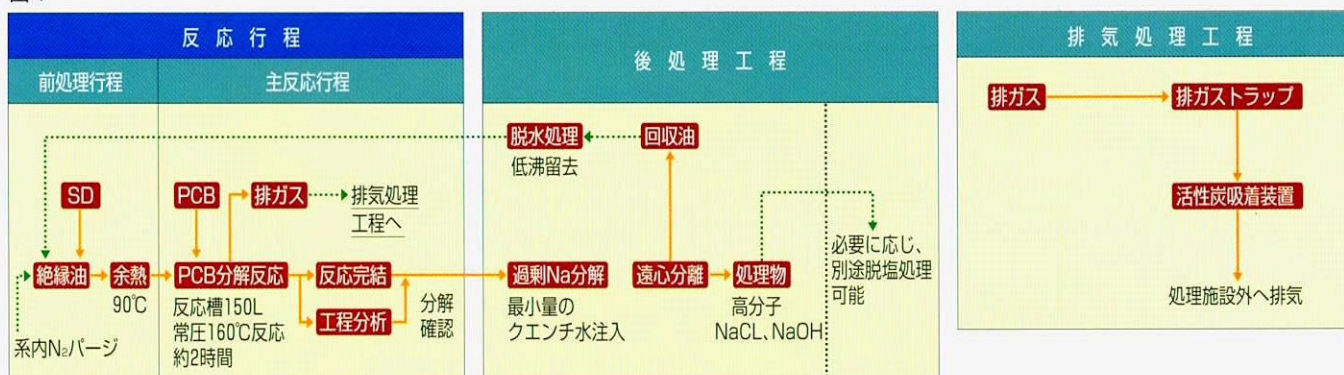 反応行程
前処理行程
主反応行程
SD
絶縁油
余熱
90℃
系内N₂パージ
PCB
排ガス
排気処理
工程へ
PCB分解反応
反応槽150L
常圧160℃反応
約2時間
反応完結
工程分析
分解
確認
後処理工程
脱水処理
低沸留去
回収油
過剰Na分解
最小量の
クエンチ水注入
遠心分離
処理物
高分子
NaCL、NaOH
必要に応じ、
別途脱塩処理
可能
排気処理工程
排ガス
排ガストラップ
活性炭吸着装置
処理施設外へ排気